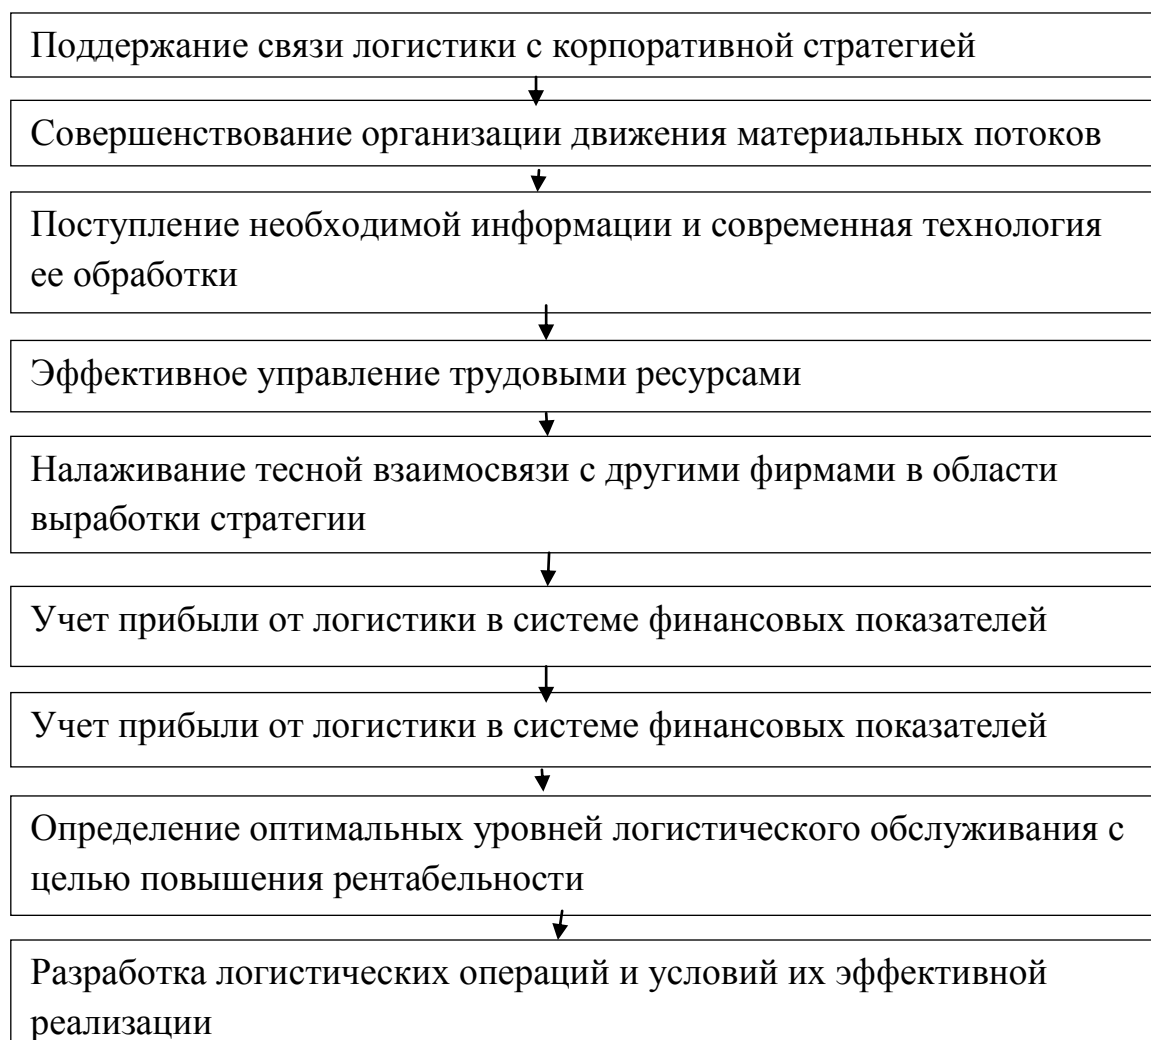 Поддержание связи логистики с корпоративной стратегией
Совершенствование организации движения материальных потоков
Поступление необходимой информации и современная технология
ее обработки
Эффективное управление трудовыми ресурсами
Налаживание тесной взаимосвязи с другими фирмами в области
выработки стратегии
Учет прибыли от логистики в системе финансовых показателей
Учет прибыли от логистики в системе финансовых показателей
Определение оптимальных уровней логистического обслуживания с
целью повышения рентабельности
Разработка логистических операций и условий их эффективной
реализации